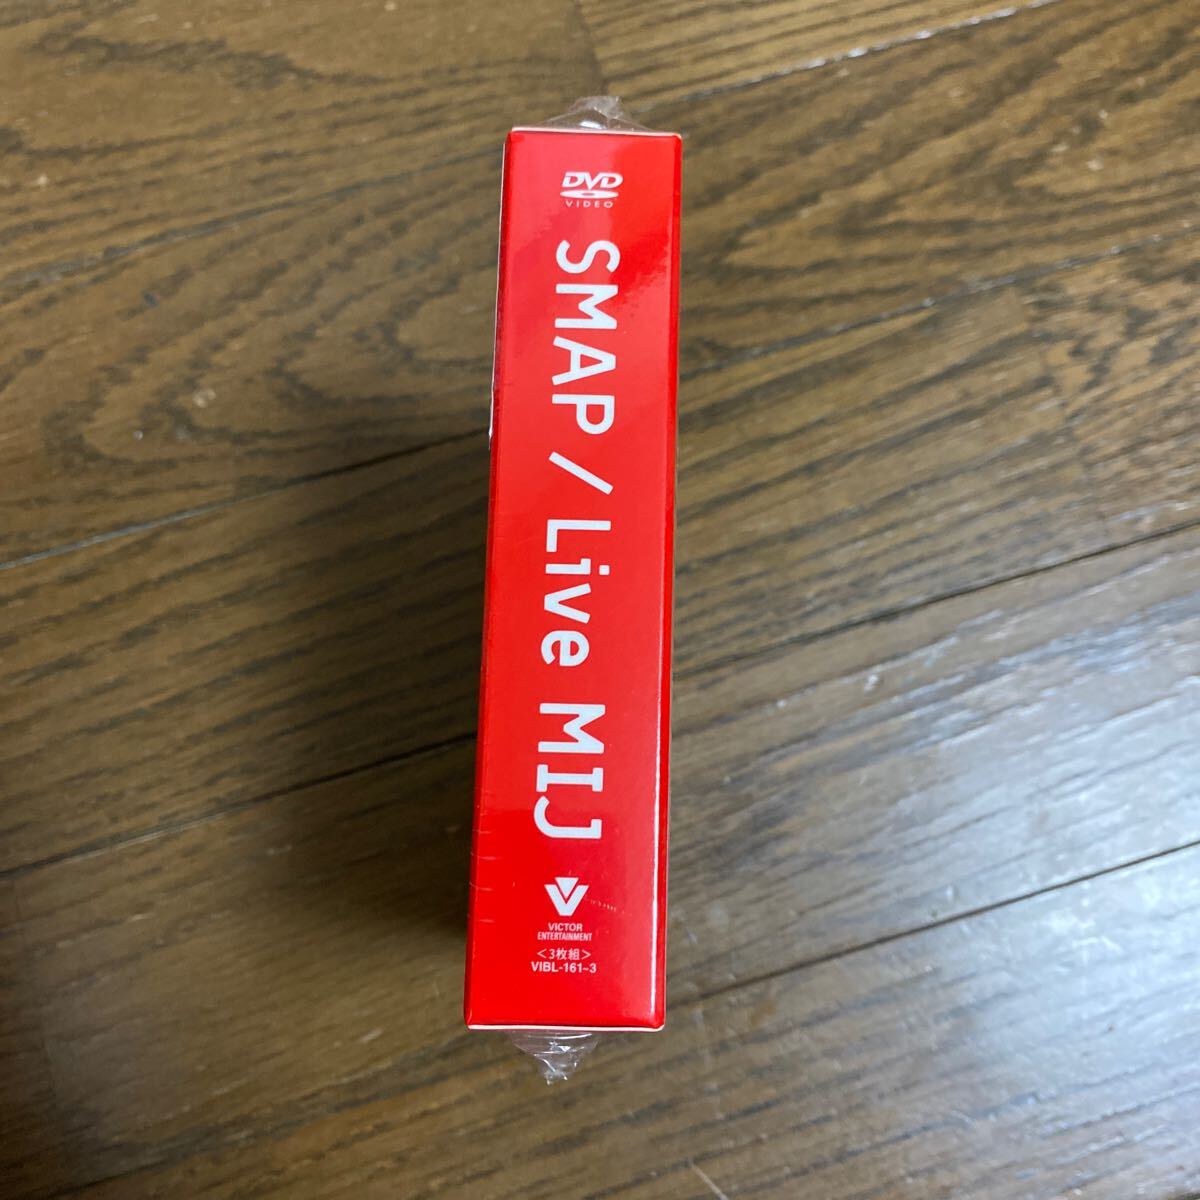 DVD
VIDEO
SMAP / Live MIJ
VICTOR
ENTERTAINMENT
<3枚組>
VIBL-161~3